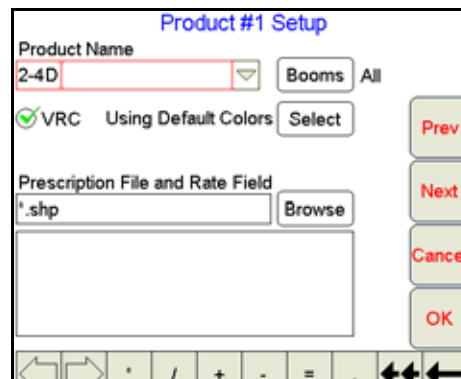 Product #1 Setup
Product Name
2-4D Booms All
VRC Using Default Colors Select
Prev
Prescription File and Rate Field
Next
*.shp Browse
Cance
OK
* / + - = .